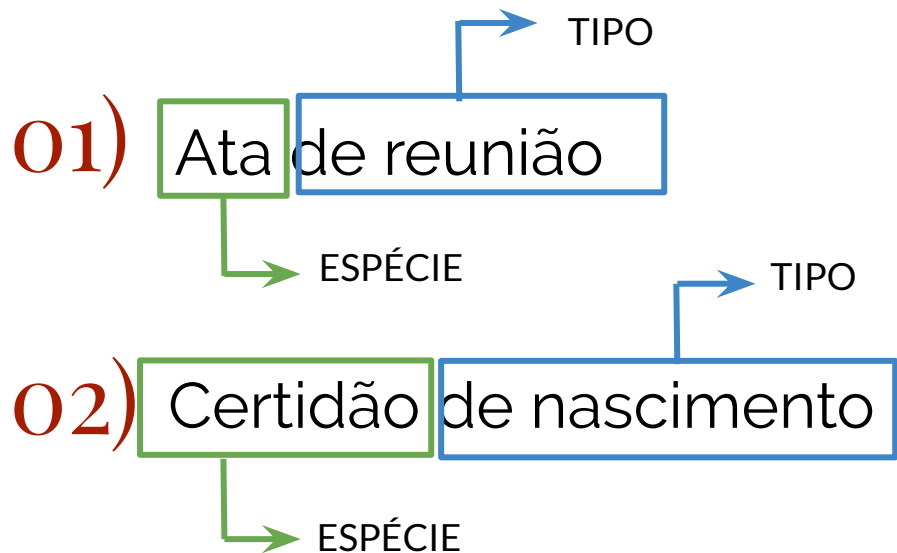 TIPO
01) Ata de reunião
ESPÉCIE
TIPO
02) Certidão de nascimento
ESPÉCIE